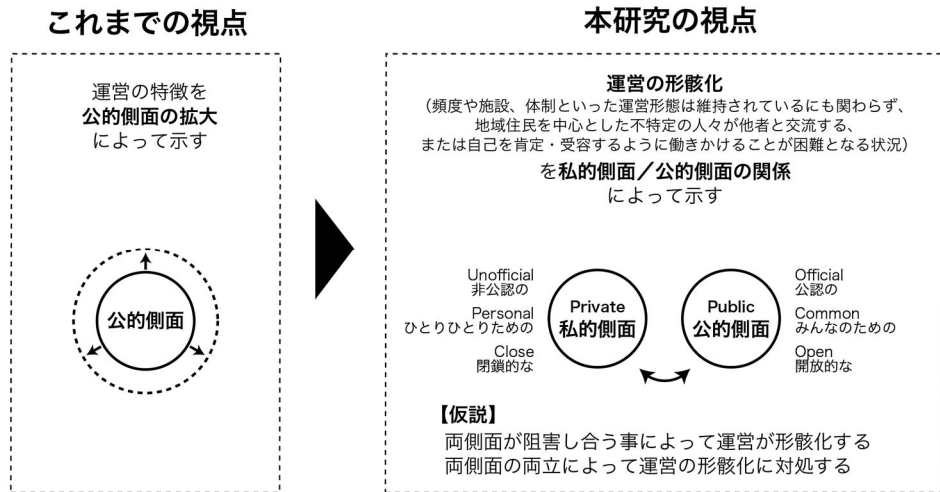 これまでの視点
運営の特徴を
公的側面の拡大
によって示す
公的側面
本研究の視点
運営の形骸化
（頻度や施設、体制といった運営形態は維持されているにも関わらず、
地域住民を中心とした不特定の人々が他者と交流する、
または自己を肯定・受容するように働きかけることが困難となる状況）
を私的側面／公的側面の関係
によって示す
Unofficial
非公認の
Personal
ひとりひとりための
Close
閉鎖的な
Private
私的側面
Public
公的側面
Official
公認の
Common
みんなのための
Open
開放的な
【仮説】
両側面が阻害し合う事によって運営が形骸化する
両側面の両立によって運営の形骸化に対処する